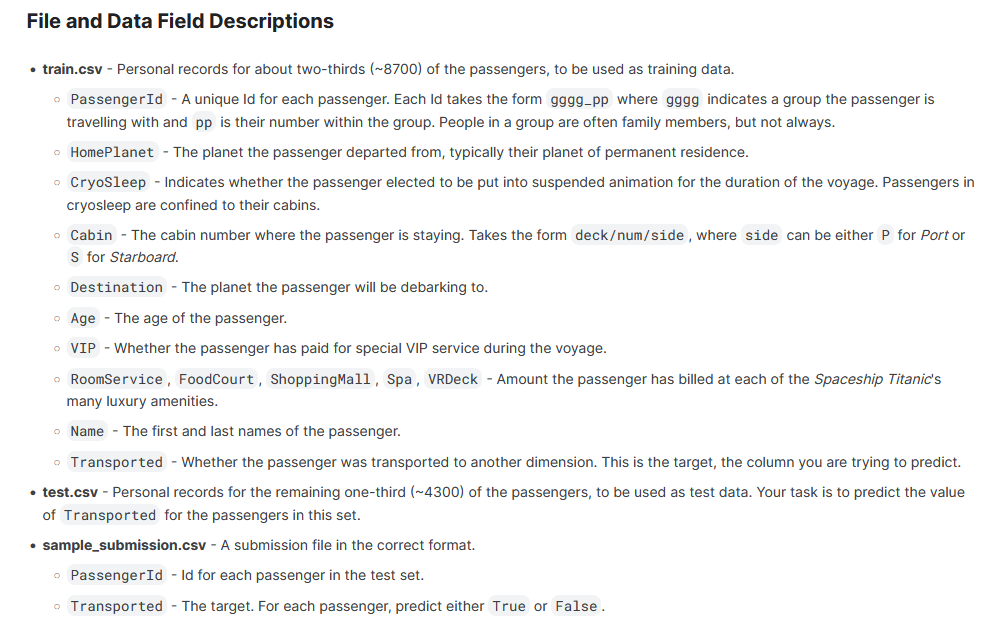 File and Data Field Descriptions
• train.csv - Personal records for about two-thirds (~8700) of the passengers, to be used as training data.
○ PassengerId - A unique Id for each passenger. Each Id takes the form gggg_pp where gggg indicates a group the passenger is
travelling with and pp is their number within the group. People in a group are often family members, but not always.
○ HomePlanet - The planet the passenger departed from, typically their planet of permanent residence.
○ CryoSleep - Indicates whether the passenger elected to be put into suspended animation for the duration of the voyage. Passengers in
cryosleep are confined to their cabins.
○ Cabin - The cabin number where the passenger is staying. Takes the form deck/num/side, where side can be either P for Port or
S for Starboard.
○ Destination - The planet the passenger will be debarking to.
○ Age - The age of the passenger.
○ VIP - Whether the passenger has paid for special VIP service during the voyage.
○ RoomService, FoodCourt, ShoppingMall, Spa, VRDeck - Amount the passenger has billed at each of the Spaceship Titanic's
many luxury amenities.
○ Name - The first and last names of the passenger.
○ Transported - Whether the passenger was transported to another dimension. This is the target, the column you are trying to predict.
• test.csv - Personal records for the remaining one-third (~4300) of the passengers, to be used as test data. Your task is to predict the value
of Transported for the passengers in this set.
• sample_submission.csv - A submission file in the correct format.
○ PassengerId - Id for each passenger in the test set.
○ Transported - The target. For each passenger, predict either True or False.